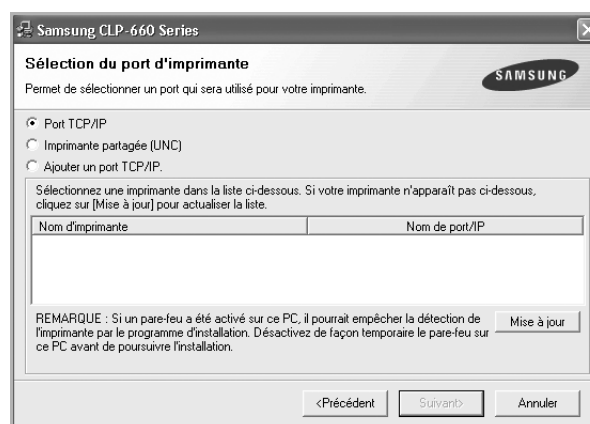 Samsung CLP-660 Series
Sélection du port d'imprimante
Permet de sélectionner un port qui sera utilisé pour votre imprimante.
SAMSUNG
Port TCP/IP
Imprimante partagée (UNC)
Ajouter un port TCP/IP.
Sélectionnez une imprimante dans la liste ci-dessous. Si votre imprimante n'apparaît pas ci-dessous,
cliquez sur [Mise à jour] pour actualiser la liste.
Nom d'imprimante
Nom de port/IP
REMARQUE : Si un pare-feu a été activé sur ce PC, il pourrait empêcher la détection de
l'imprimante par le programme d'installation. Désactivez de façon temporaire le pare-feu sur
ce PC avant de poursuivre l'installation.
Mise à jour
<Précédent
Suivant>
Annuler